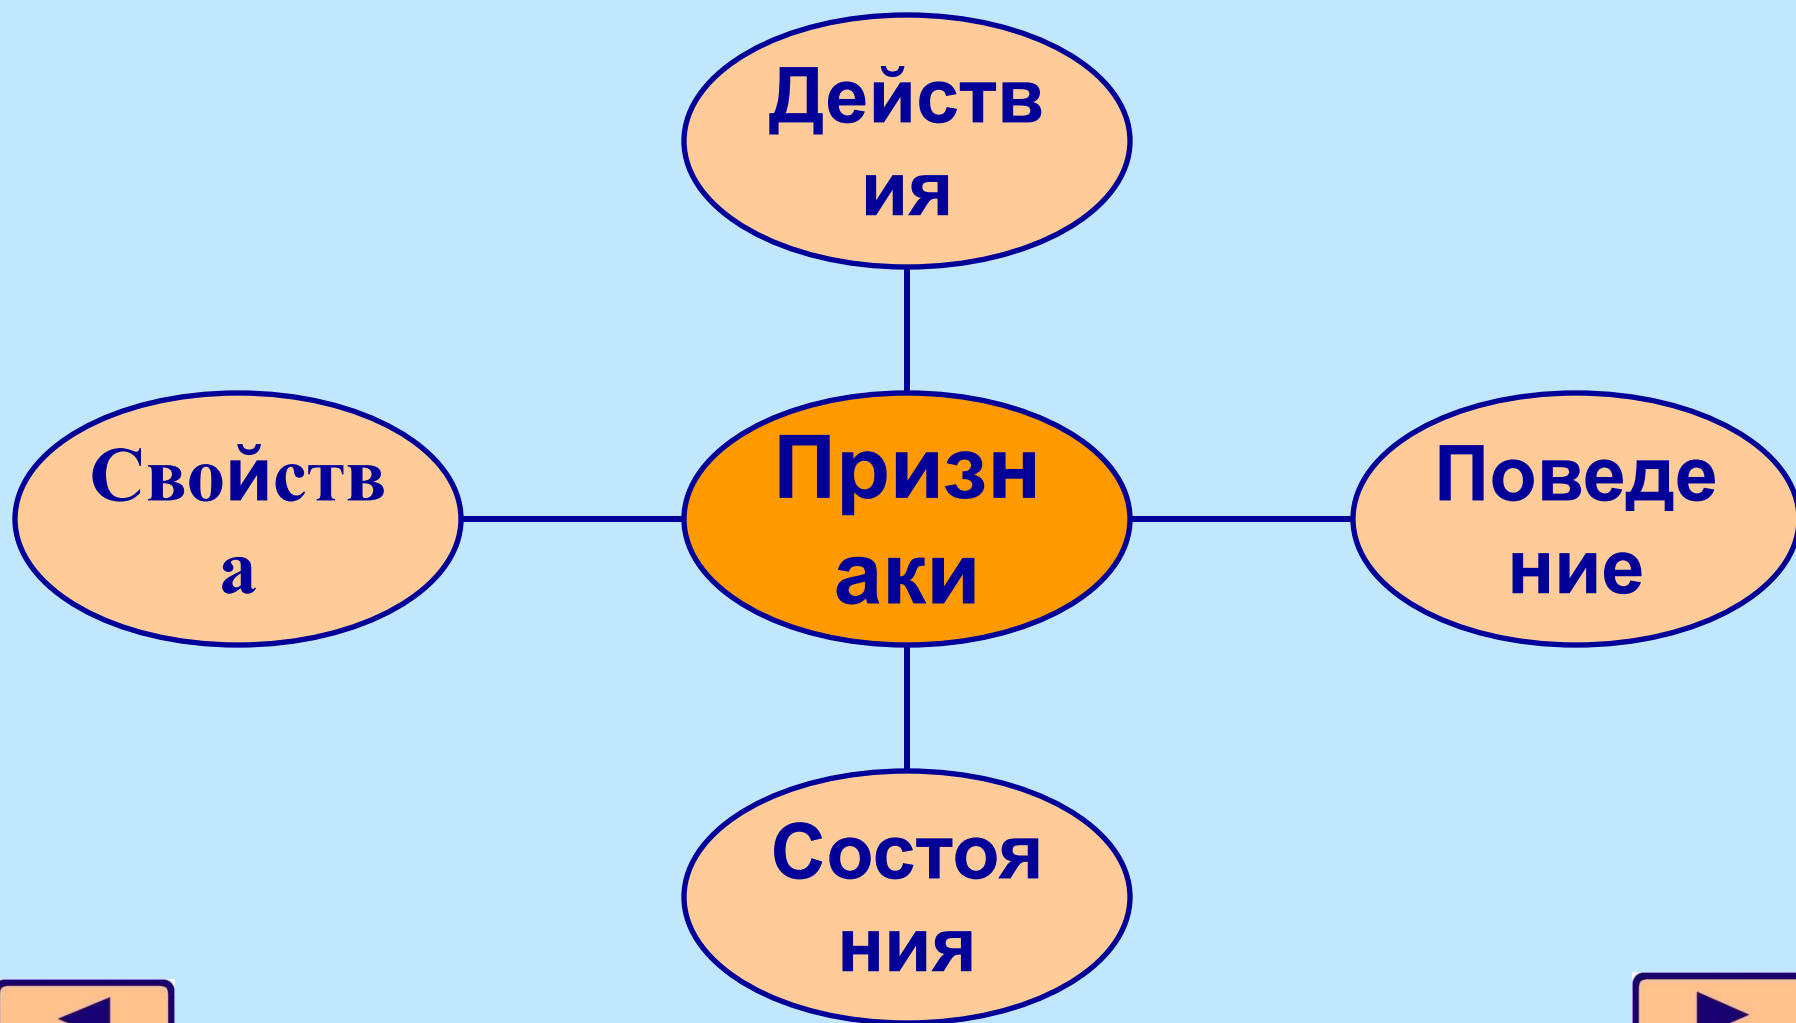 Действ
ия
Свойств
а
Призн
аки
Поведе
ние
Состоя
ния